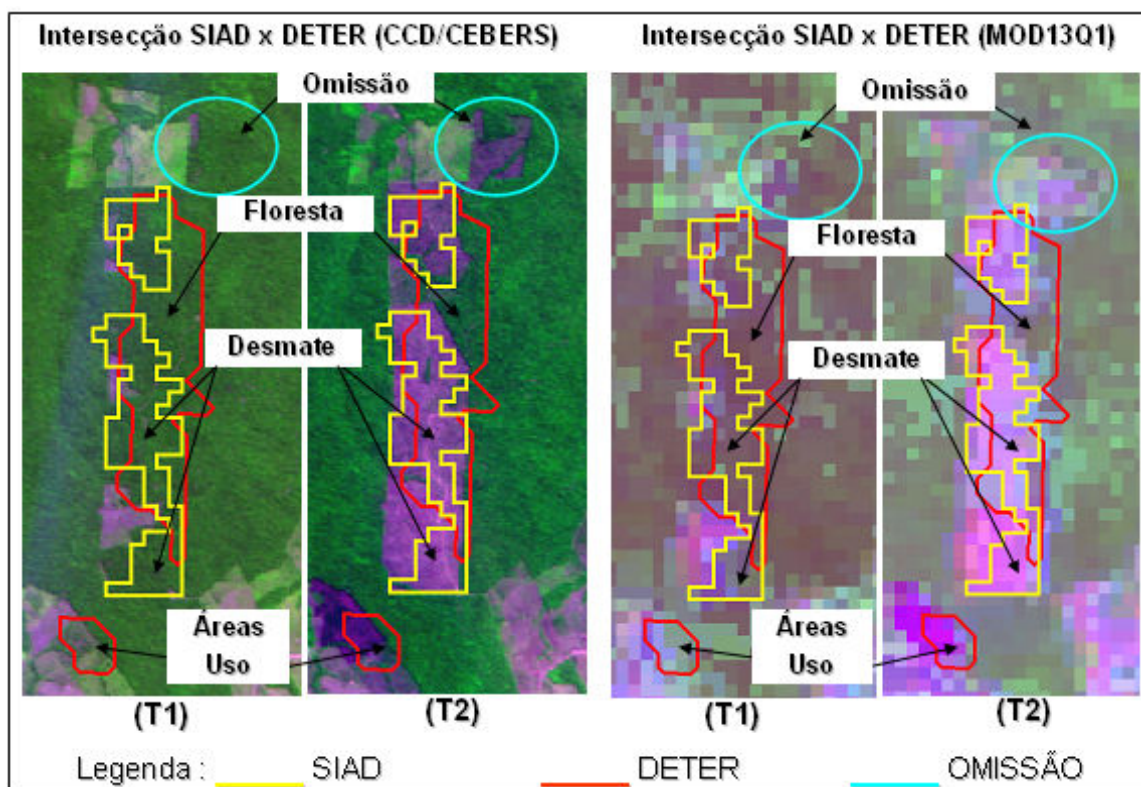 Intersecção SIAD x DETER (CCD/CEBERS)
Intersecção SIAD x DETER (MOD13Q1)
Omissão
Omissão
Floresta
Floresta
Desmate
Desmate
Áreas
Uso
Áreas
Uso
(T1)
(T2)
(T1)
(T2)
Legenda : SIAD DETER OMISSÃO